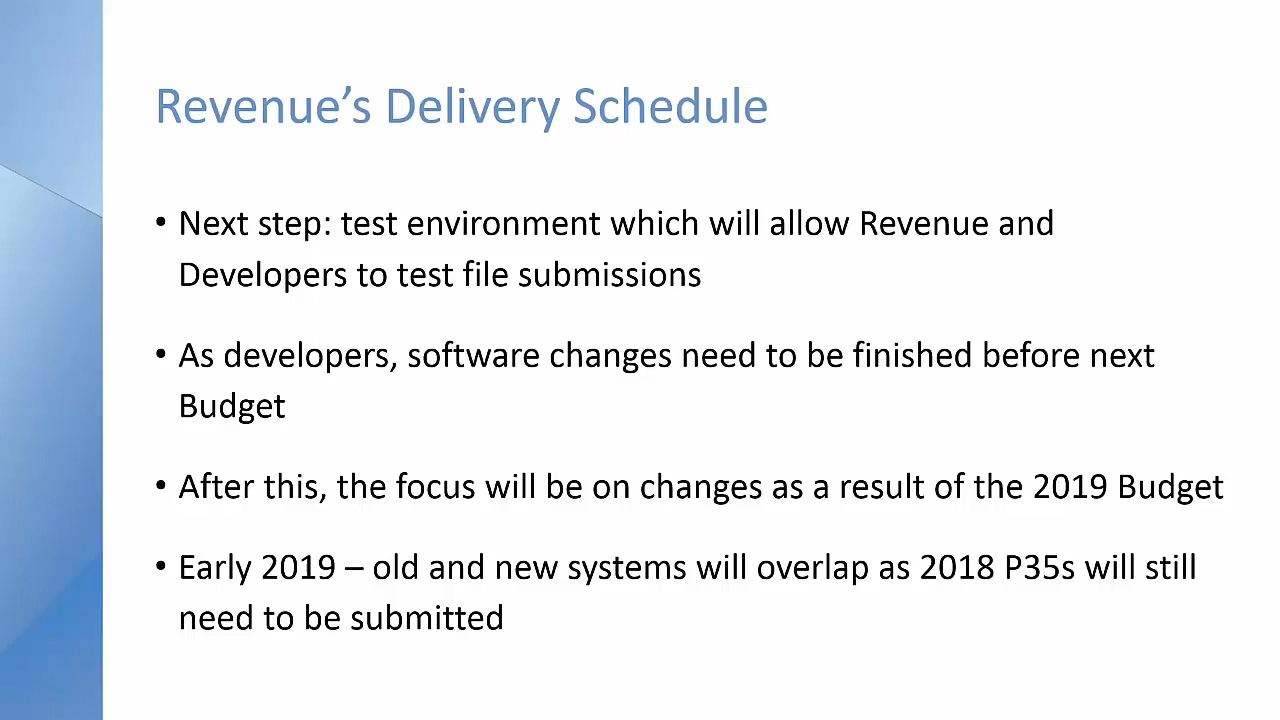 Revenue’s Delivery Schedule
• Next step: test environment which will allow Revenue and
Developers to test file submissions
• As developers, software changes need to be finished before next
Budget
• After this, the focus will be on changes as a result of the 2019 Budget
• Early 2019 – old and new systems will overlap as 2018 P35s will still
need to be submitted